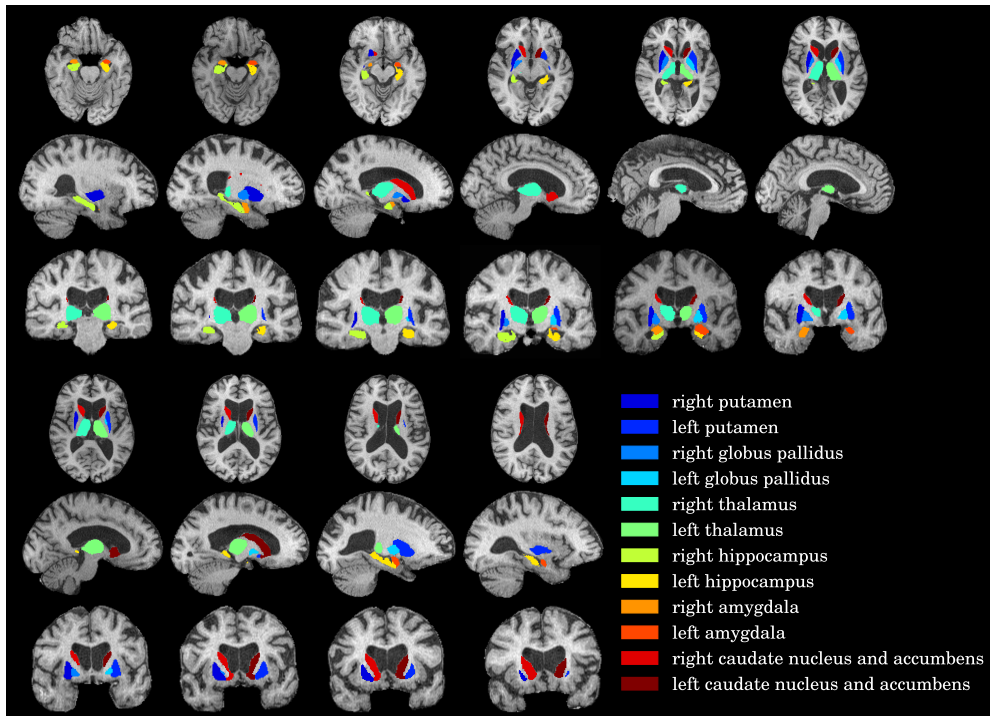 right putamen
left putamen
right globus pallidus
left globus pallidus
right thalamus
left thalamus
right hippocampus
left hippocampus
right amygdala
left amygdala
right caudate nucleus and accumbens
left caudate nucleus and accumbens